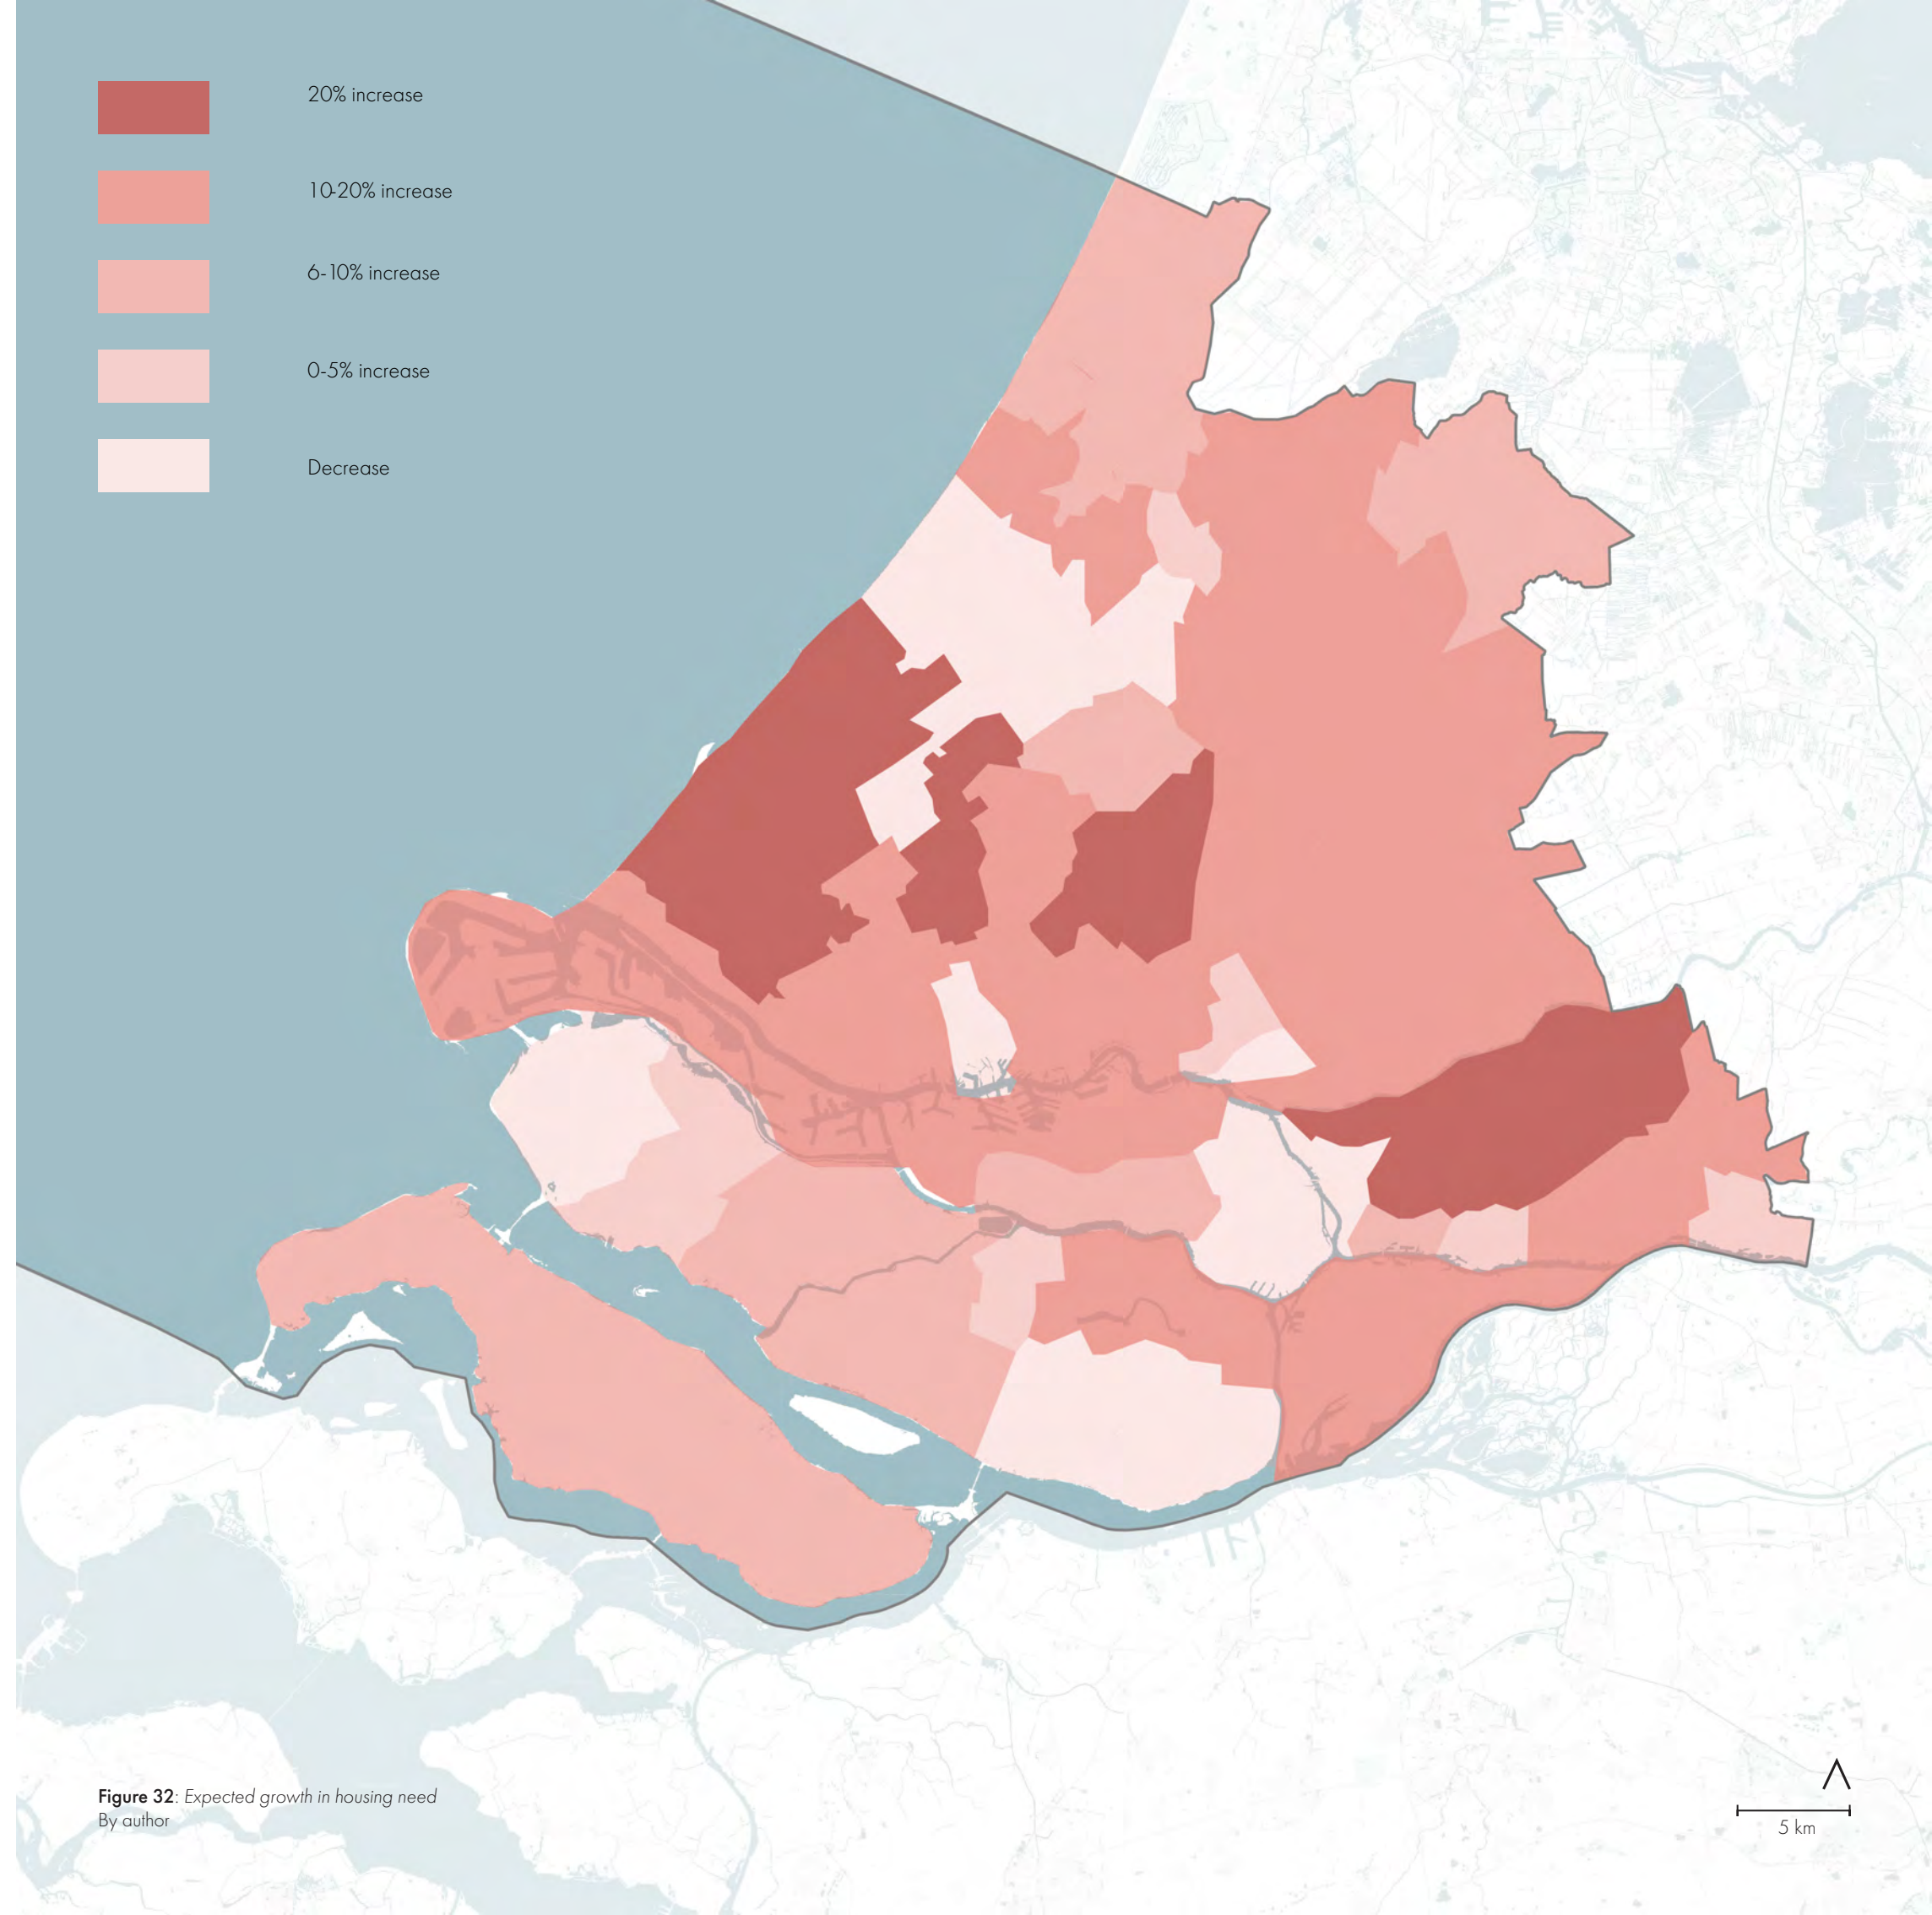 20% increase
10-20% increase
6-10% increase
0-5% increase
Decrease
Figure 32: Expected growth in housing need
By author
5 km